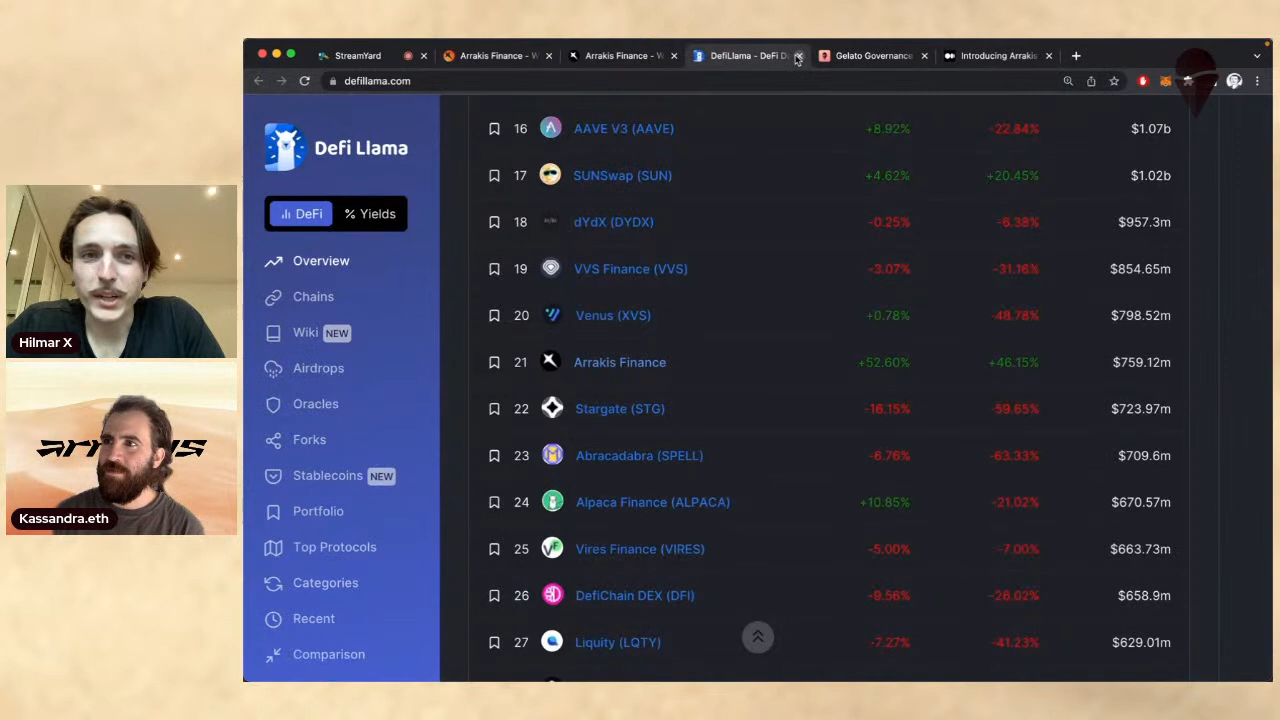 StreamYard
Arrakis Finance - W
Arrakis Finance - W
DefiLlama - DeFi D
Gelato Governance
Introducing Arrakis
defillama.com
Defi Llama
DeFi
% Yields
Overview
Chains
Wiki NEW
Airdrops
Oracles
Forks
Stablecoins NEW
Portfolio
Top Protocols
Categories
Recent
Comparison
16 AAVE V3 (AAVE) +8.92% -22.84% $1.07b
17 SUNSwap (SUN) +4.62% +20.45% $1.02b
18 dYdX (DYDX) -0.25% -6.38% $957.3m
19 VVS Finance (VVS) -3.07% -31.16% $854.65m
20 Venus (XVS) +0.78% -48.78% $798.52m
21 Arrakis Finance +52.60% +46.15% $759.12m
22 Stargate (STG) -16.15% -59.65% $723.97m
23 Abracadabra (SPELL) -6.76% -63.33% $709.6m
24 Alpaca Finance (ALPACA) +10.85% -21.02% $670.57m
25 Vires Finance (VIRES) -5.00% -7.00% $663.73m
26 DefiChain DEX (DFI) -9.56% -26.02% $658.9m
27 Liquity (LQTY) -7.27% -41.23% $629.01m
Hilmar X
Kassandra.eth